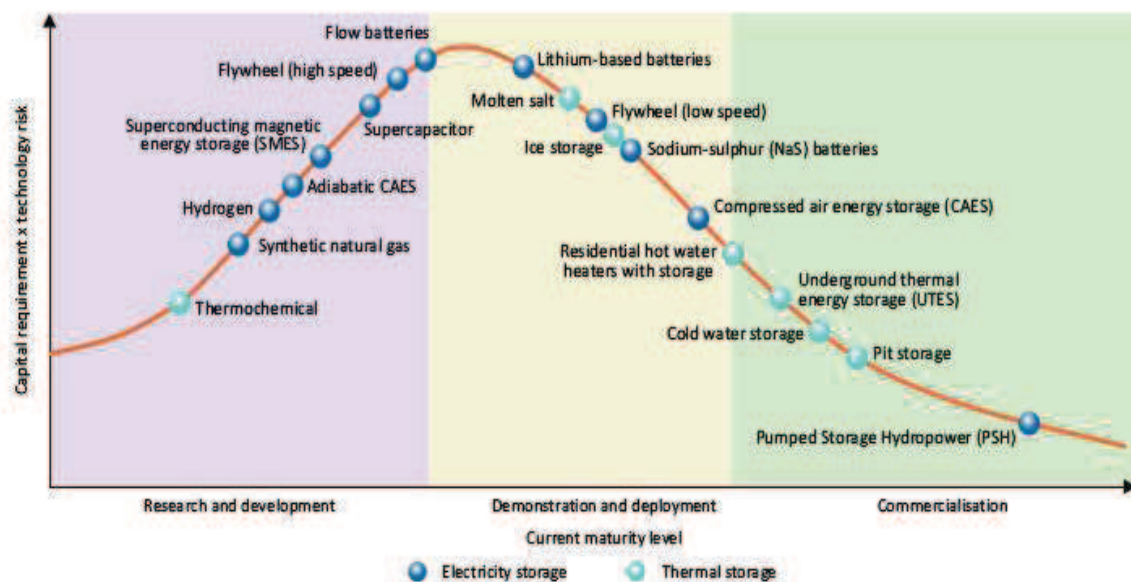 Capital requirement x technology risk
Flow batteries
Flywheel (high speed)
Supercapacitor
Superconducting magnetic
energy storage (SMES)
Adiabatic CAES
Hydrogen
Synthetic natural gas
Thermochemical
Lithium-based batteries
Molten salt
Flywheel (low speed)
Ice storage
Sodium-sulphur (NaS) batteries
Compressed air energy storage (CAES)
Residential hot water
heaters with storage
Underground thermal
energy storage (UTES)
Cold water storage
Pit storage
Pumped Storage Hydropower (PSH)
Research and development
Demonstration and deployment
Commercialisation
Current maturity level
Electricity storage
Thermal storage